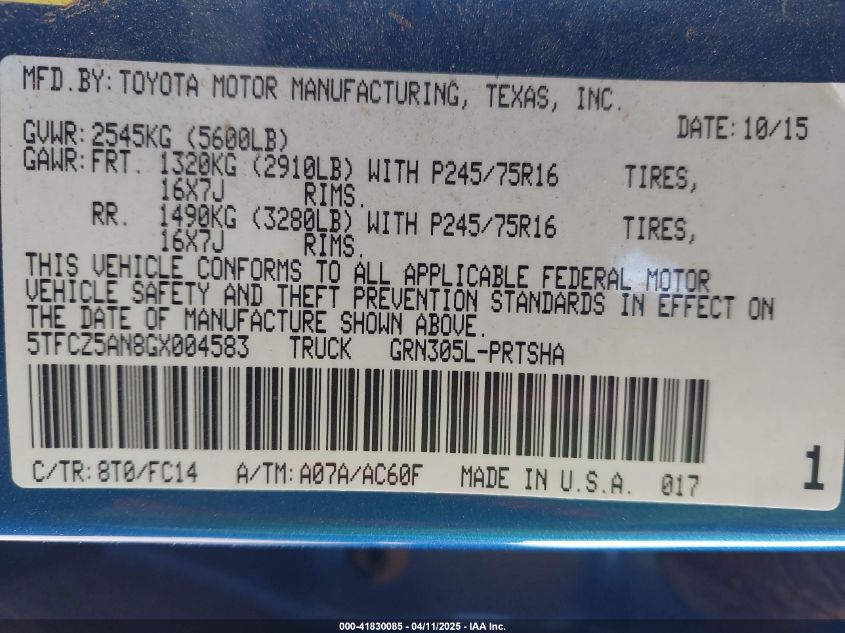 MFD.BY: TOYOTA MOTOR MANUFACTURING, TEXAS, INC.
DATE: 10/15
GVWR: 2545KG (5600LB)
GAWR: FRT. 1320KG (2910LB) WITH P245/75R16 TIRES,
16X7J RIMS.
RR. 1490KG (3280LB) WITH P245/75R16 TIRES,
16X7J RIMS.
THIS VEHICLE CONFORMS TO ALL APPLICABLE FEDERAL MOTOR
VEHICLE SAFETY AND THEFT PREVENTION STANDARDS IN EFFECT ON
THE DATE OF MANUFACTURE SHOWN ABOVE.
5TFCZ5AN8GX004583 TRUCK GRN305L-PRTSHA
C/TR: 8T0/FC14 A/TM: A07A/AC60F MADE IN U.S.A. 017 1
000-41830085 - 04/11/2025 - IAA Inc.